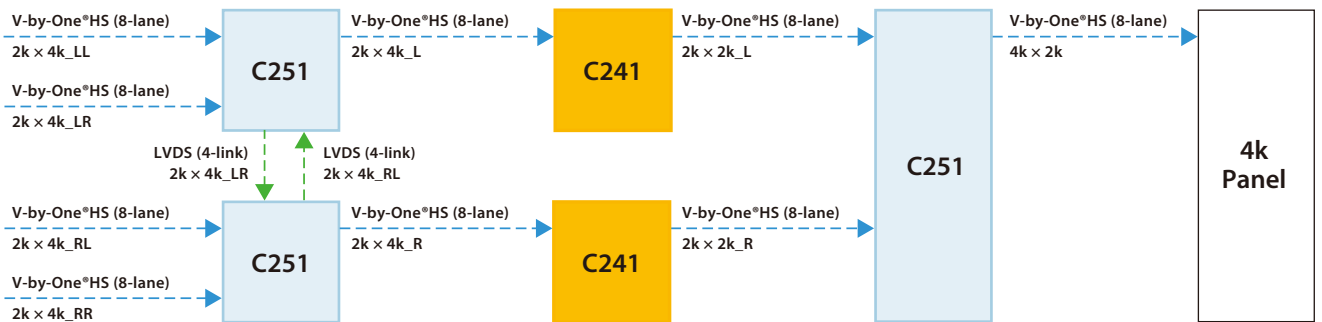 V-by-One®HS (8-lane)
2k × 4k_LL
V-by-One®HS (8-lane)
2k × 4k_LR
C251
V-by-One®HS (8-lane)
2k × 4k_L
C241
V-by-One®HS (8-lane)
2k × 2k_L
V-by-One®HS (8-lane)
4k × 2k
LVDS (4-link)
2k × 4k_LR
LVDS (4-link)
2k × 4k_RL
C251
4k
Panel
V-by-One®HS (8-lane)
2k × 4k_RL
V-by-One®HS (8-lane)
2k × 4k_RR
C251
V-by-One®HS (8-lane)
2k × 4k_R
C241
V-by-One®HS (8-lane)
2k × 2k_R